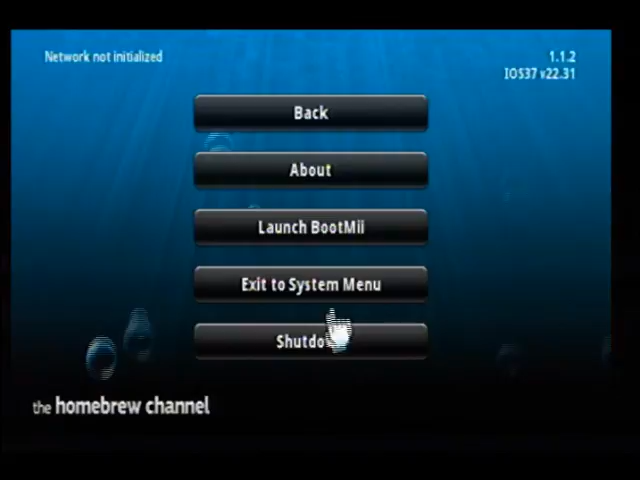 Network not initialized
1.1.2
IOS37 v22.31
Back
About
Launch BootMii
Exit to System Menu
the homebrew channel